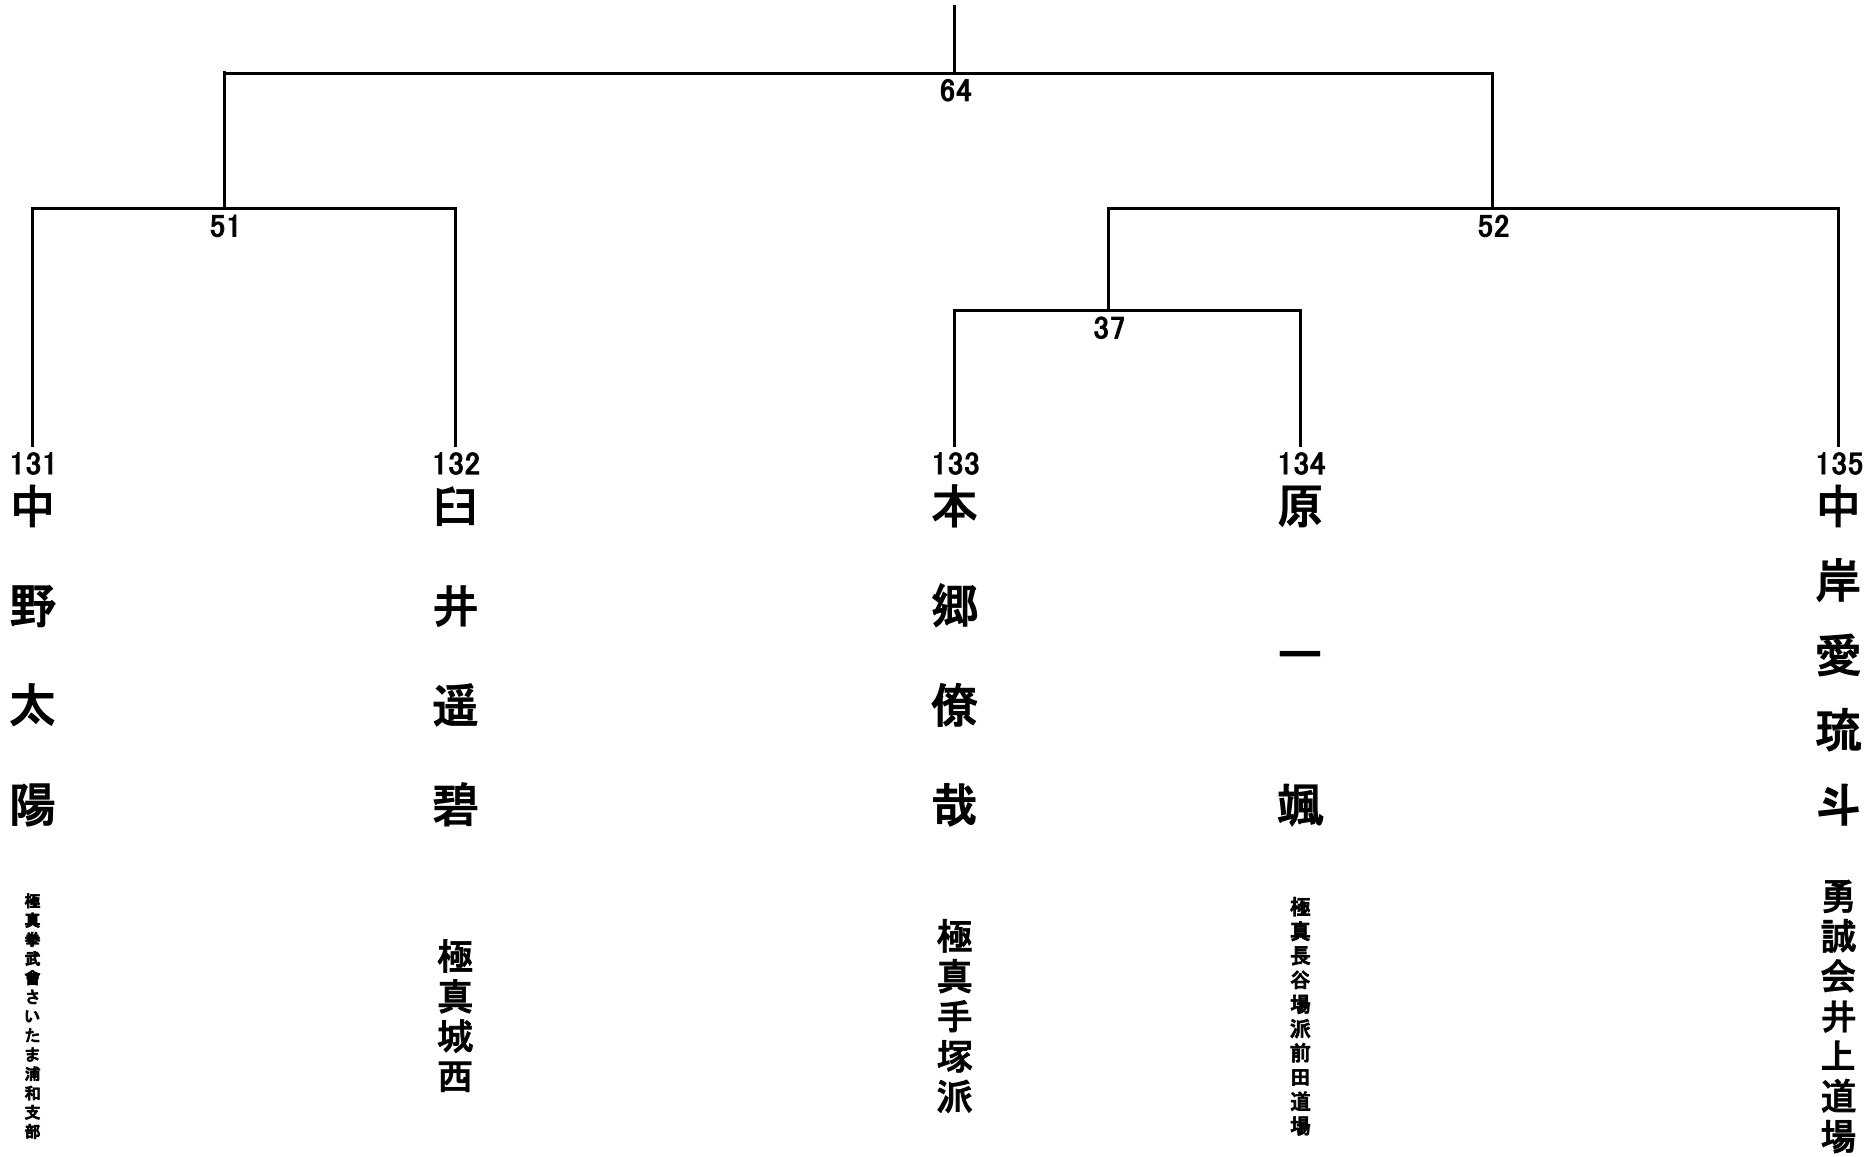 64
51
52
37
131
中野太陽
極真拳武會さいたま浦和支部
132
臼井遥碧
極真城西
133
本郷僚哉
極真手塚派
134
原一颯
極真長谷場派前田道場
135
中岸愛琉斗
勇誠会井上道場